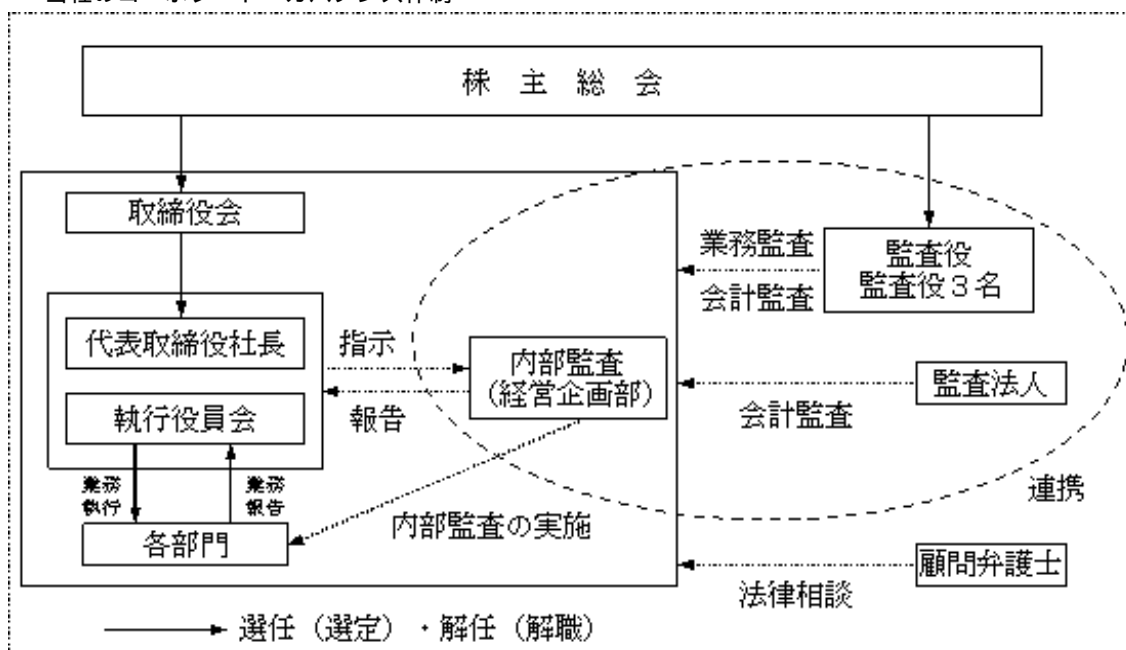 株主総会
取締役会
業務監査
監査役
監査役３名
会計監査
代表取締役社長
指示
内部監査
（経営企画部）
監査法人
執行役員会
報告
会計監査
業務
執行
業務
報告
連携
各部門
内部監査の実施
顧問弁護士
法律相談
選任（選定）・解任（解職）